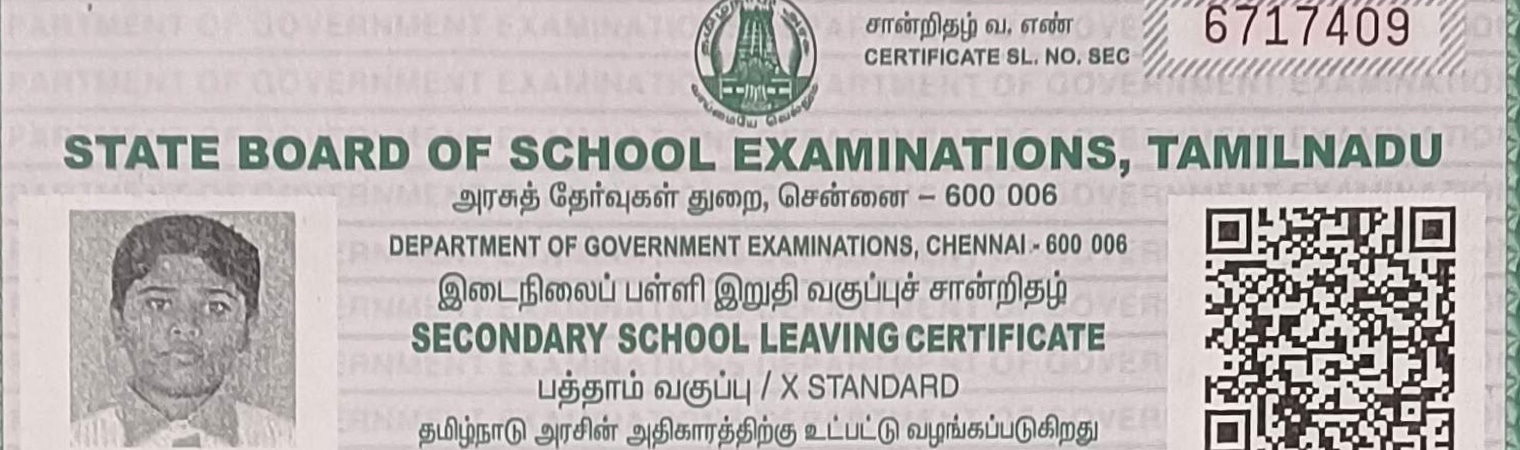 சான்றிதழ் வ. எண்
CERTIFICATE SL. NO. SEC 6717409
STATE BOARD OF SCHOOL EXAMINATIONS, TAMILNADU
அரசுத் தேர்வுகள் துறை, சென்னை – 600 006
DEPARTMENT OF GOVERNMENT EXAMINATIONS, CHENNAI - 600 006
இடைநிலைப் பள்ளி இறுதி வகுப்புச் சான்றிதழ்
SECONDARY SCHOOL LEAVING CERTIFICATE
பத்தாம் வகுப்பு / X STANDARD
தமிழ்நாடு அரசின் அதிகாரத்திற்கு உட்பட்டு வழங்கப்படுகிறது